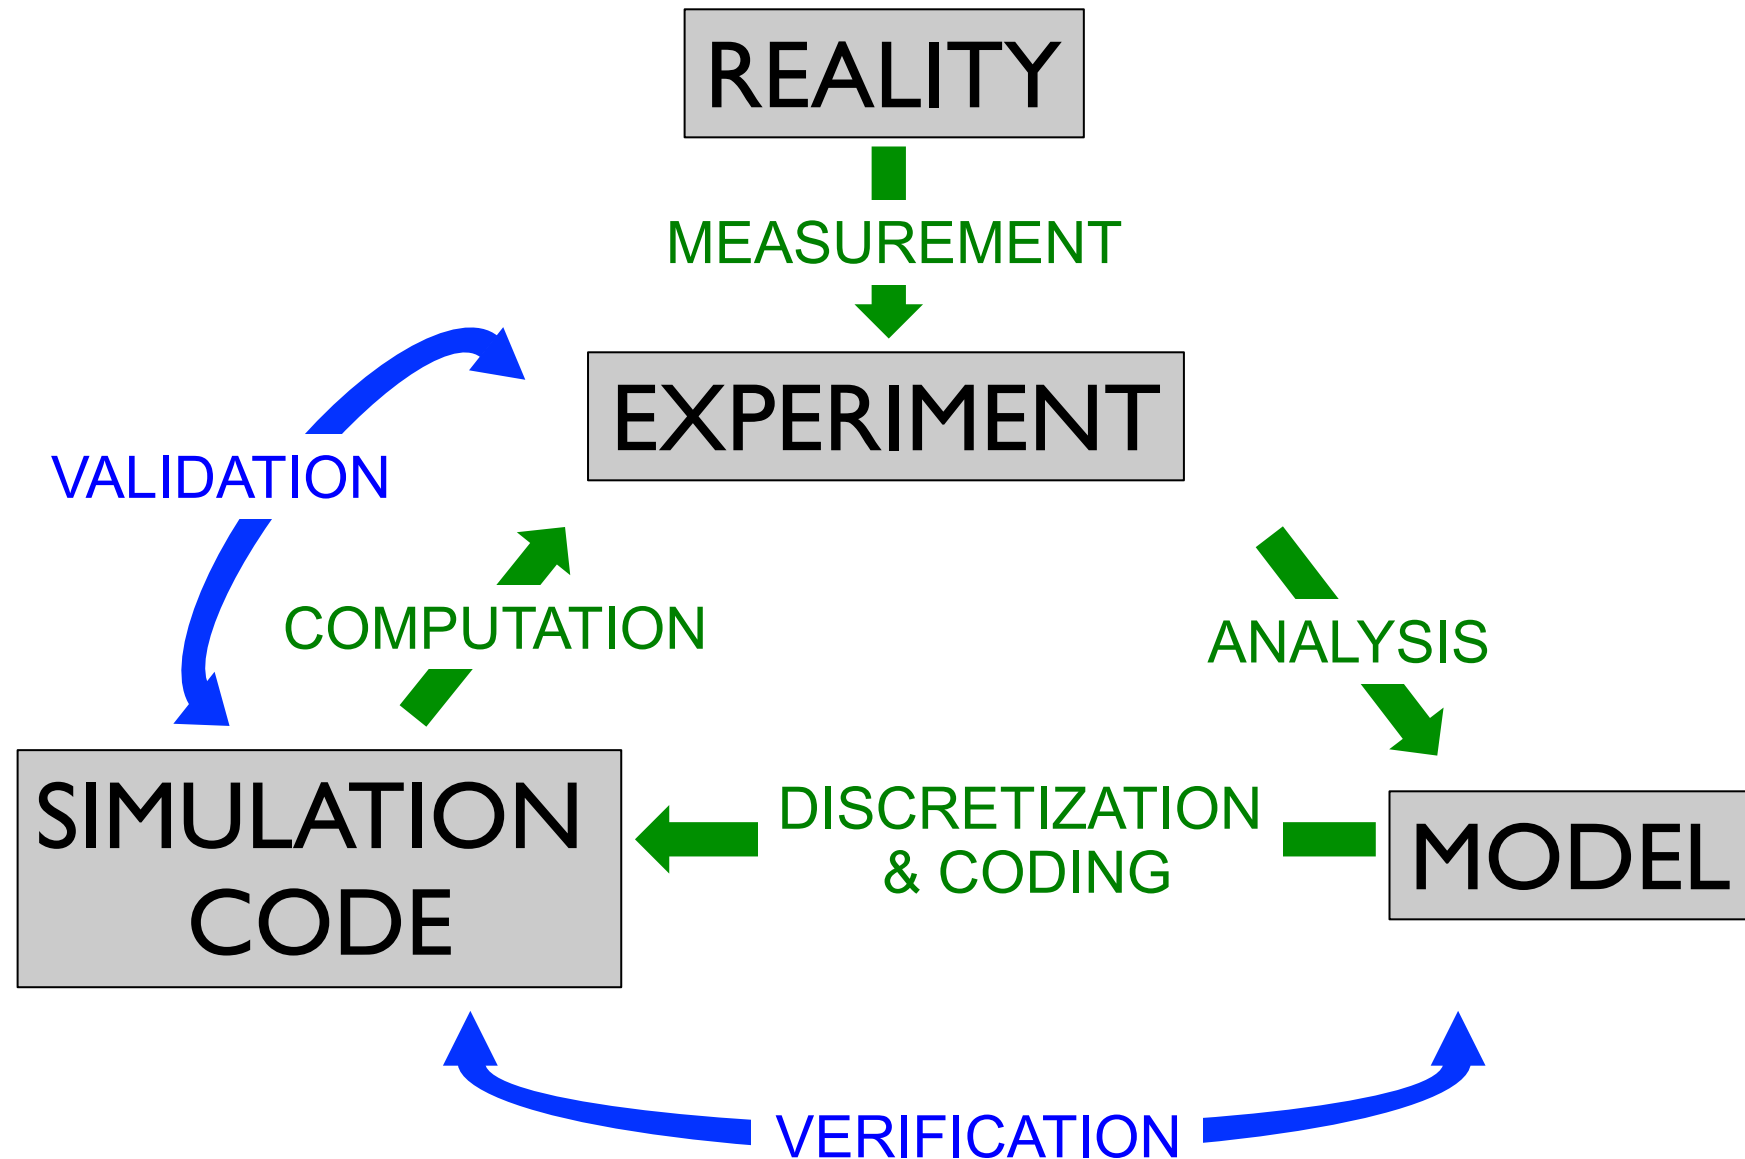 REALITY
MEASUREMENT
EXPERIMENT
VALIDATION
COMPUTATION
ANALYSIS
SIMULATION
CODE
DISCRETIZATION
& CODING
MODEL
VERIFICATION